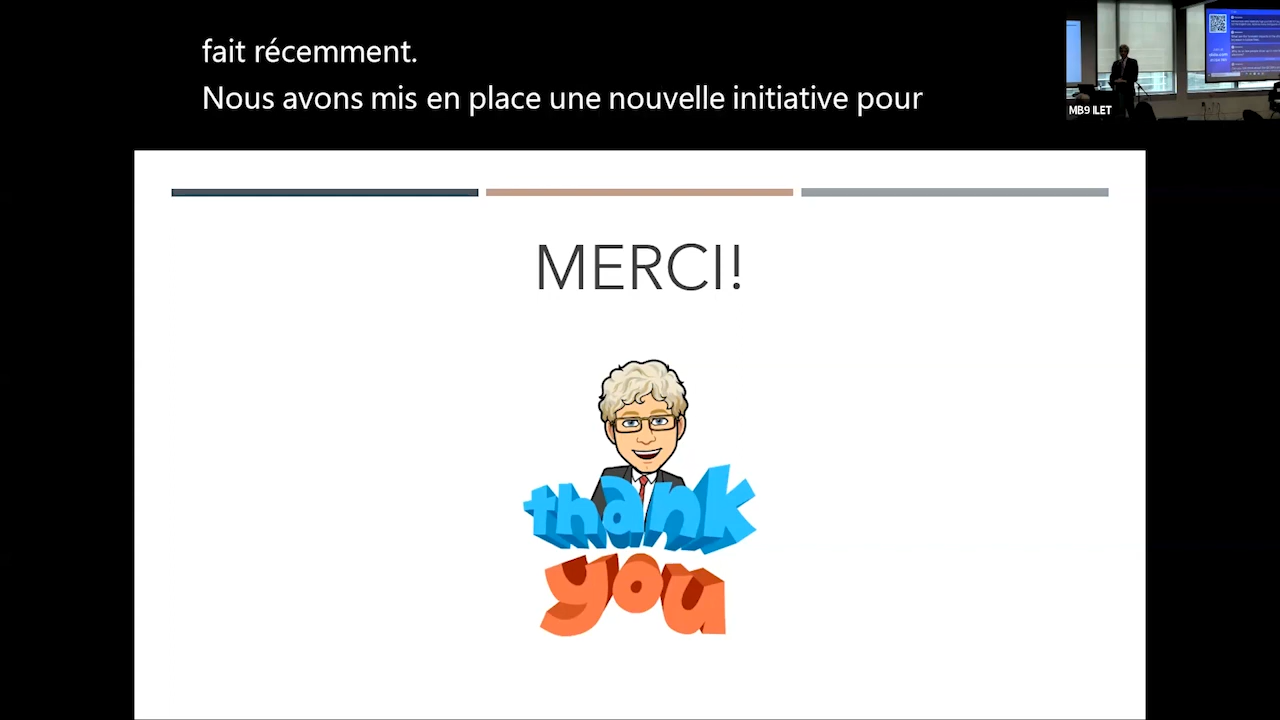 fait récemment.
Nous avons mis en place une nouvelle initiative pour
MB9 ILET
MERCI!
thank
you